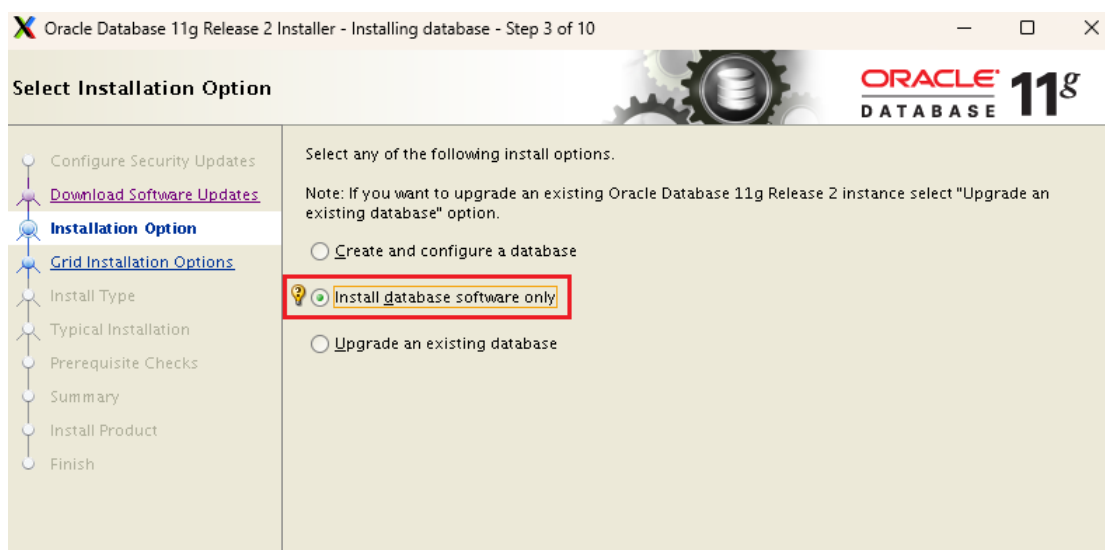 Oracle Database 11g Release 2 Installer - Installing database - Step 3 of 10
Select Installation Option
ORACLE
DATABASE
11g
Configure Security Updates
Download Software Updates
Installation Option
Grid Installation Options
Install Type
Typical Installation
Prerequisite Checks
Summary
Install Product
Finish
Select any of the following install options.
Note: If you want to upgrade an existing Oracle Database 11g Release 2 instance select "Upgrade an
existing database" option.
Create and configure a database
Install database software only
Upgrade an existing database